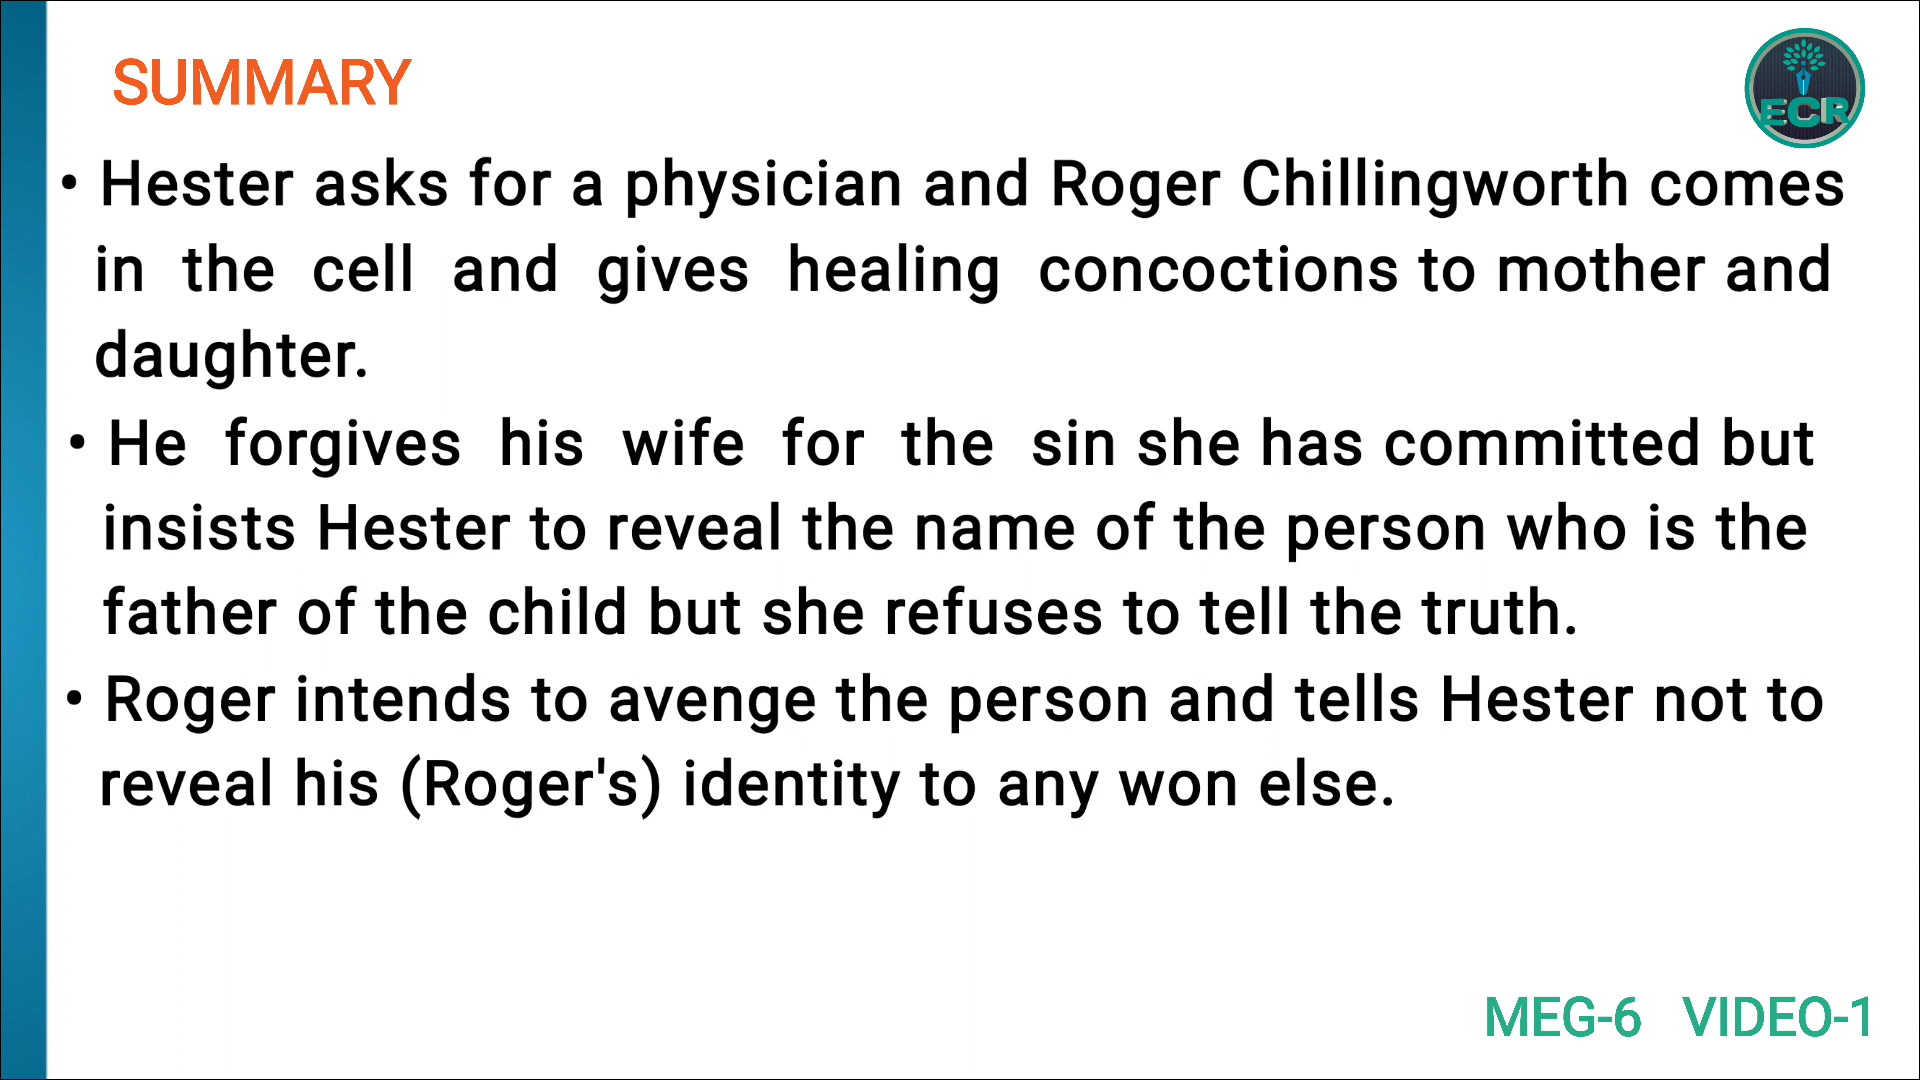 SUMMARY
ECR
• Hester asks for a physician and Roger Chillingworth comes
in the cell and gives healing concoctions to mother and
daughter.
• He forgives his wife for the sin she has committed but
insists Hester to reveal the name of the person who is the
father of the child but she refuses to tell the truth.
• Roger intends to avenge the person and tells Hester not to
reveal his (Roger's) identity to any won else.
MEG-6 VIDEO-1